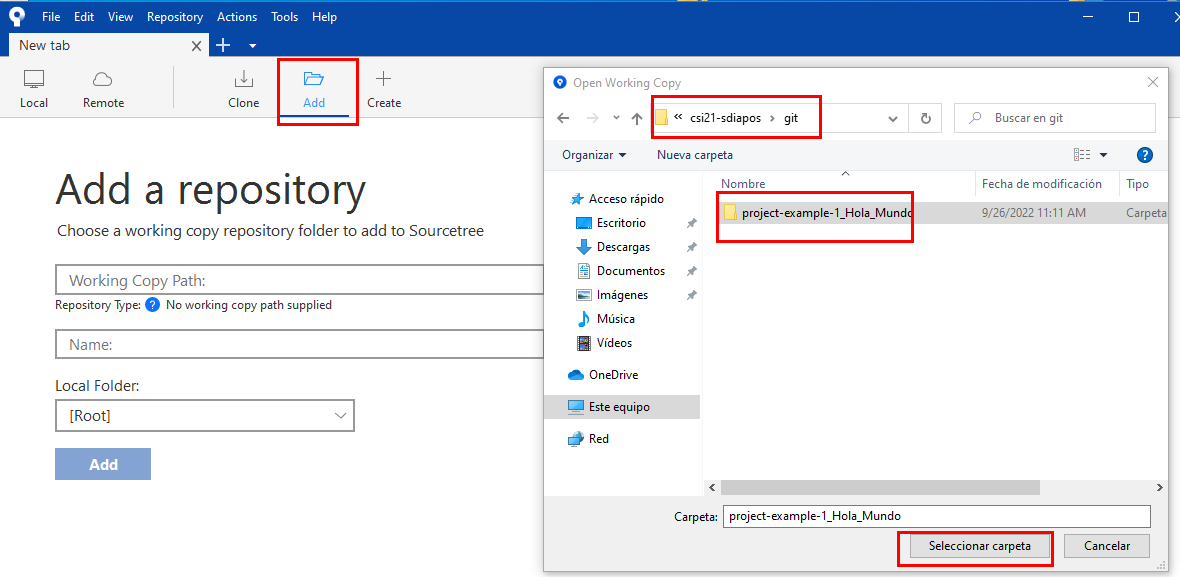 File Edit View Repository Actions Tools Help
New tab
Local Remote Clone Add Create
Add a repository
Choose a working copy repository folder to add to Sourcetree
Working Copy Path:
Repository Type: ? No working copy path supplied
Name:
Local Folder:
[Root]
Add
Open Working Copy
« csi21-sdiapos > git
Buscar en git
Organizar Nueva carpeta ?
Nombre Fecha de modificación Tipo
project-example-1_Hola_Mundo 9/26/2022 11:11 AM Carpeta
Acceso rápido
Escritorio
Descargas
Documentos
Imágenes
Música
Vídeos
OneDrive
Este equipo
Red
Carpeta: project-example-1_Hola_Mundo
Seleccionar carpeta Cancelar